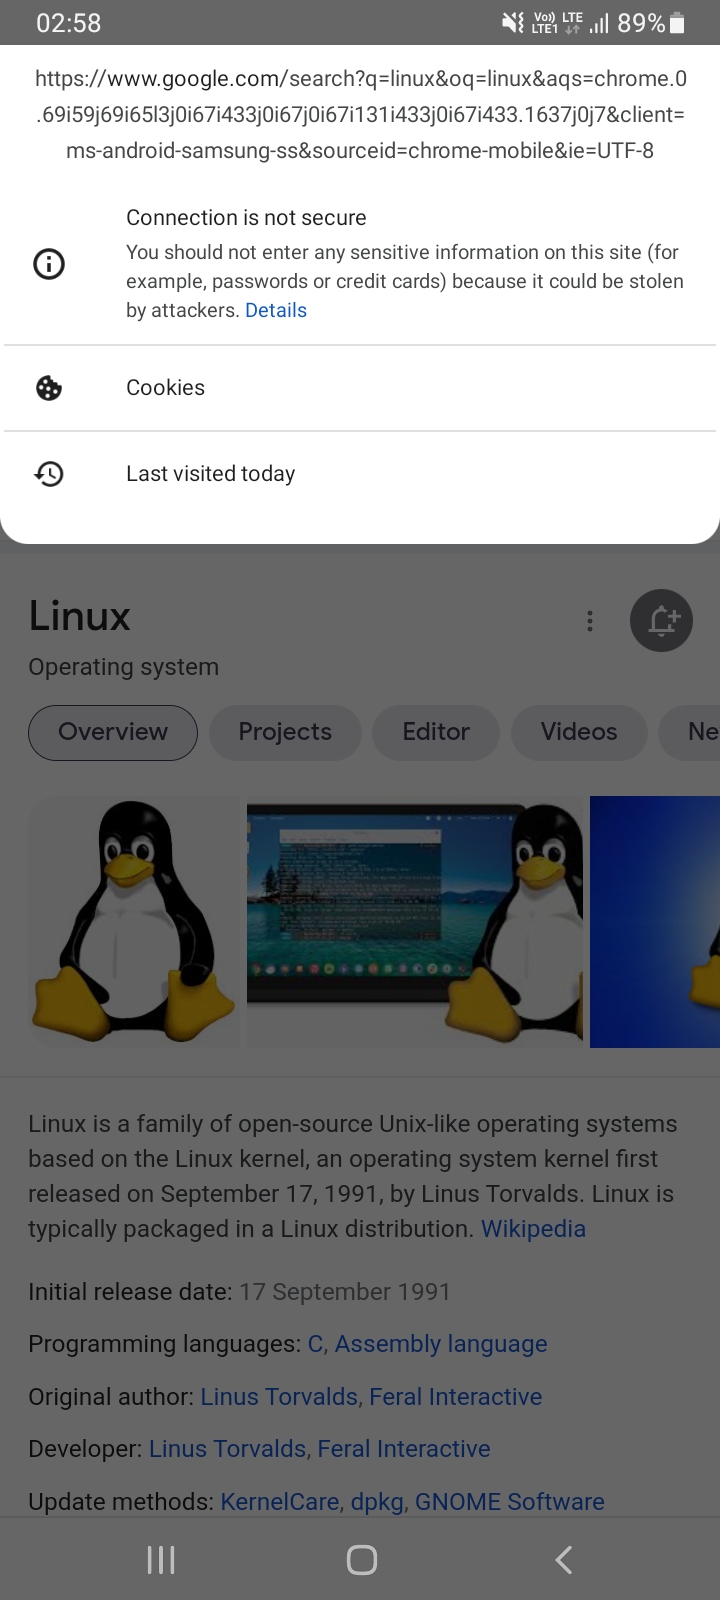 02:58
Vo)) LTE
LTE1
89%
https://www.google.com/search?q=linux&oq=linux&aqs=chrome.0
.69i59j69i65l3j0i67i433j0i67j0i67i131i433j0i67i433.1637j0j7&client=
ms-android-samsung-ss&sourceid=chrome-mobile&ie=UTF-8
Connection is not secure
You should not enter any sensitive information on this site (for
example, passwords or credit cards) because it could be stolen
by attackers. Details
Cookies
Last visited today
Linux
Operating system
Overview Projects Editor Videos Ne
Linux is a family of open-source Unix-like operating systems
based on the Linux kernel, an operating system kernel first
released on September 17, 1991, by Linus Torvalds. Linux is
typically packaged in a Linux distribution. Wikipedia
Initial release date: 17 September 1991
Programming languages: C, Assembly language
Original author: Linus Torvalds, Feral Interactive
Developer: Linus Torvalds, Feral Interactive
Update methods: KernelCare, dpkg, GNOME Software